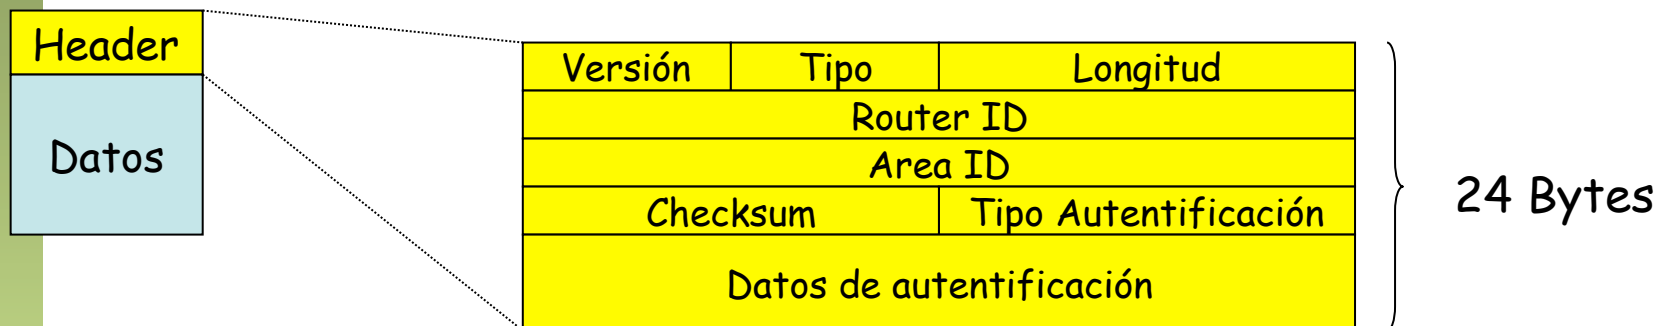 Header
Datos
Versión Tipo Longitud
Router ID
Area ID
Checksum Tipo Autentificación
Datos de autentificación
24 Bytes